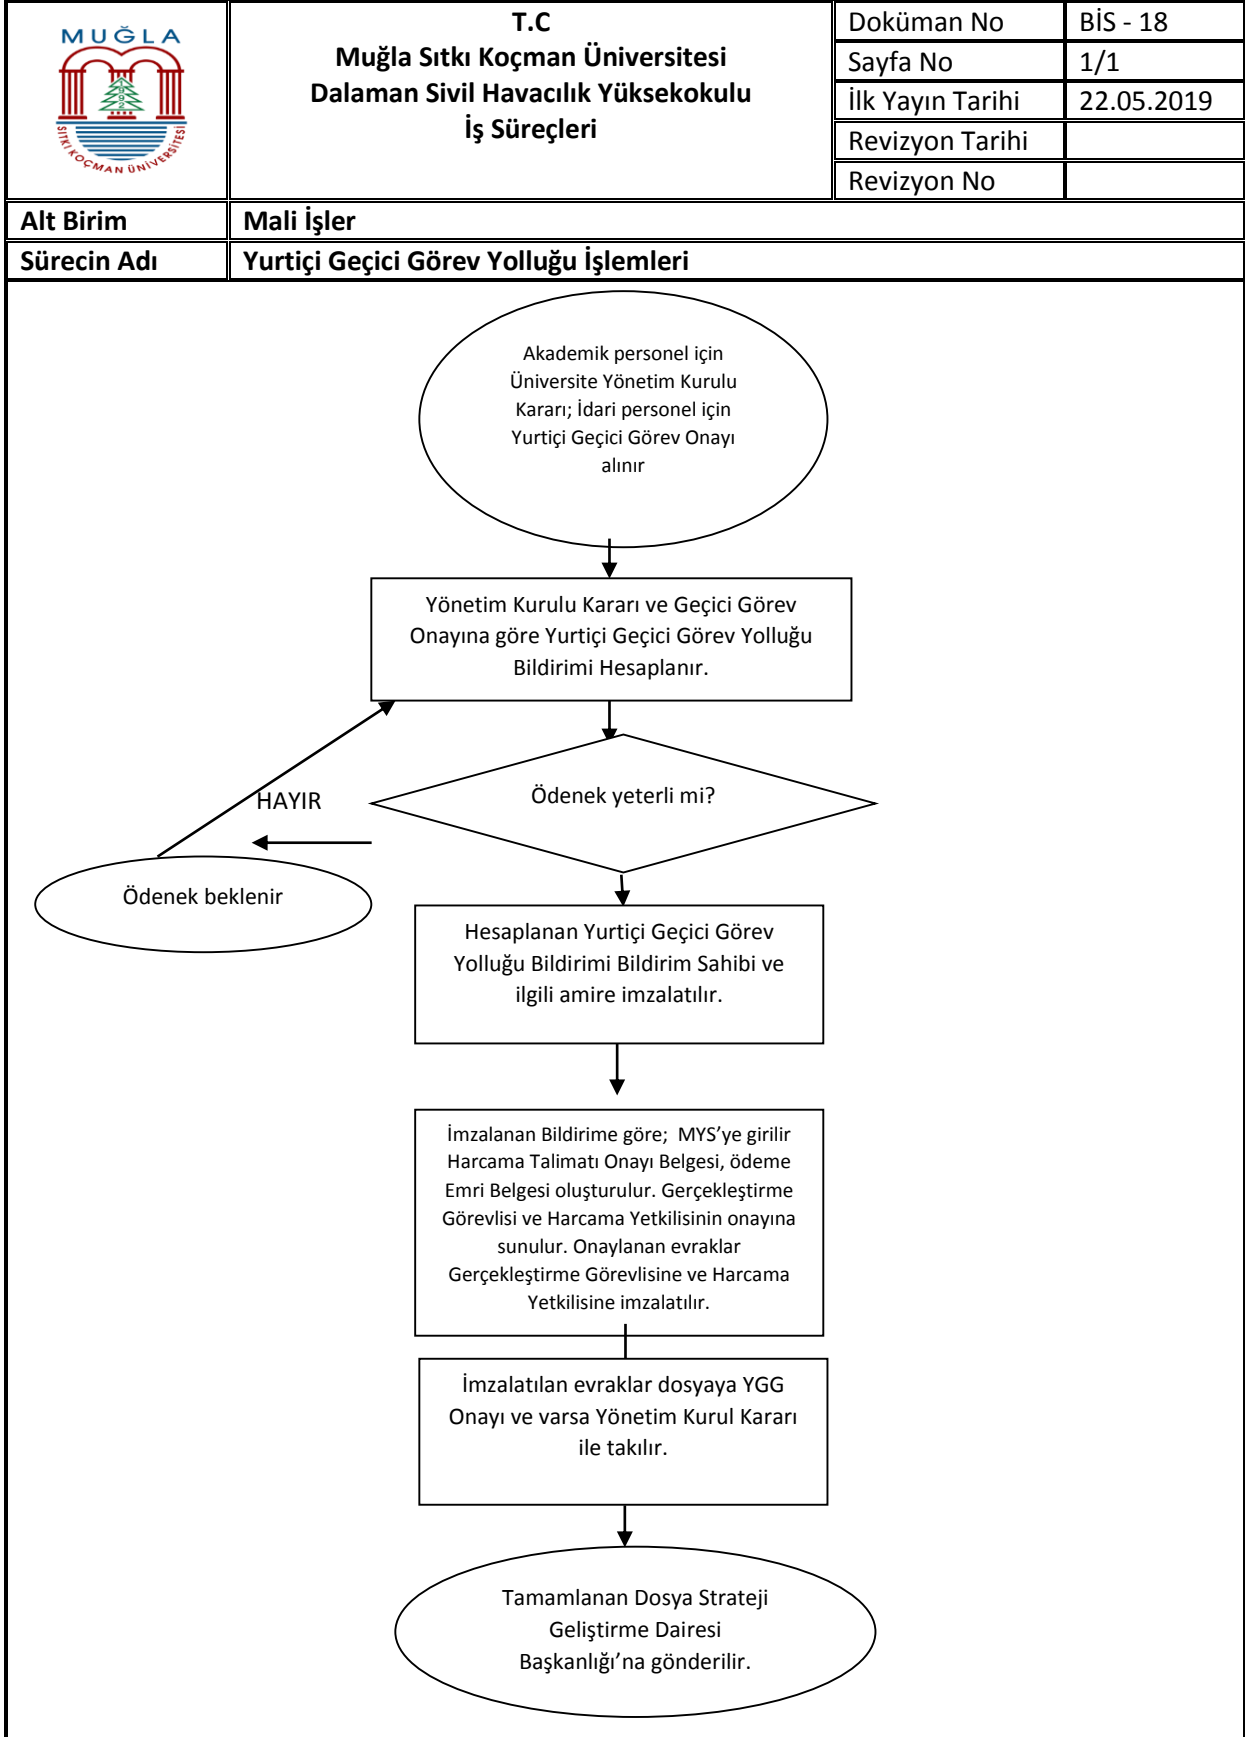 MUĞLA
1992
SITKI KOÇMAN ÜNİVERSİTESİ
T.C
Muğla Sıtkı Koçman Üniversitesi
Dalaman Sivil Havacılık Yüksekokulu
İş Süreçleri
Doküman No BİS - 18
Sayfa No 1/1
İlk Yayın Tarihi 22.05.2019
Revizyon Tarihi
Revizyon No
Alt Birim Mali İşler
Sürecin Adı Yurtiçi Geçici Görev Yolluğu İşlemleri
Akademik personel için
Üniversite Yönetim Kurulu
Kararı; İdari personel için
Yurtiçi Geçici Görev Onayı
alınır
Yönetim Kurulu Kararı ve Geçici Görev
Onayına göre Yurtiçi Geçici Görev Yolluğu
Bildirimi Hesaplanır.
Ödenek yeterli mi?
HAYIR
Ödenek beklenir
Hesaplanan Yurtiçi Geçici Görev
Yolluğu Bildirimi Bildirim Sahibi ve
ilgili amire imzalatılır.
İmzalanan Bildirime göre;  MYS’ye girilir
Harcama Talimatı Onayı Belgesi, ödeme
Emri Belgesi oluşturulur. Gerçekleştirme
Görevlisi ve Harcama Yetkilisinin onayına
sunulur. Onaylanan evraklar
Gerçekleştirme Görevlisine ve Harcama
Yetkilisine imzalatılır.
İmzalatılan evraklar dosyaya YGG
Onayı ve varsa Yönetim Kurul Kararı
ile takılır.
Tamamlanan Dosya Strateji
Geliştirme Dairesi
Başkanlığı’na gönderilir.